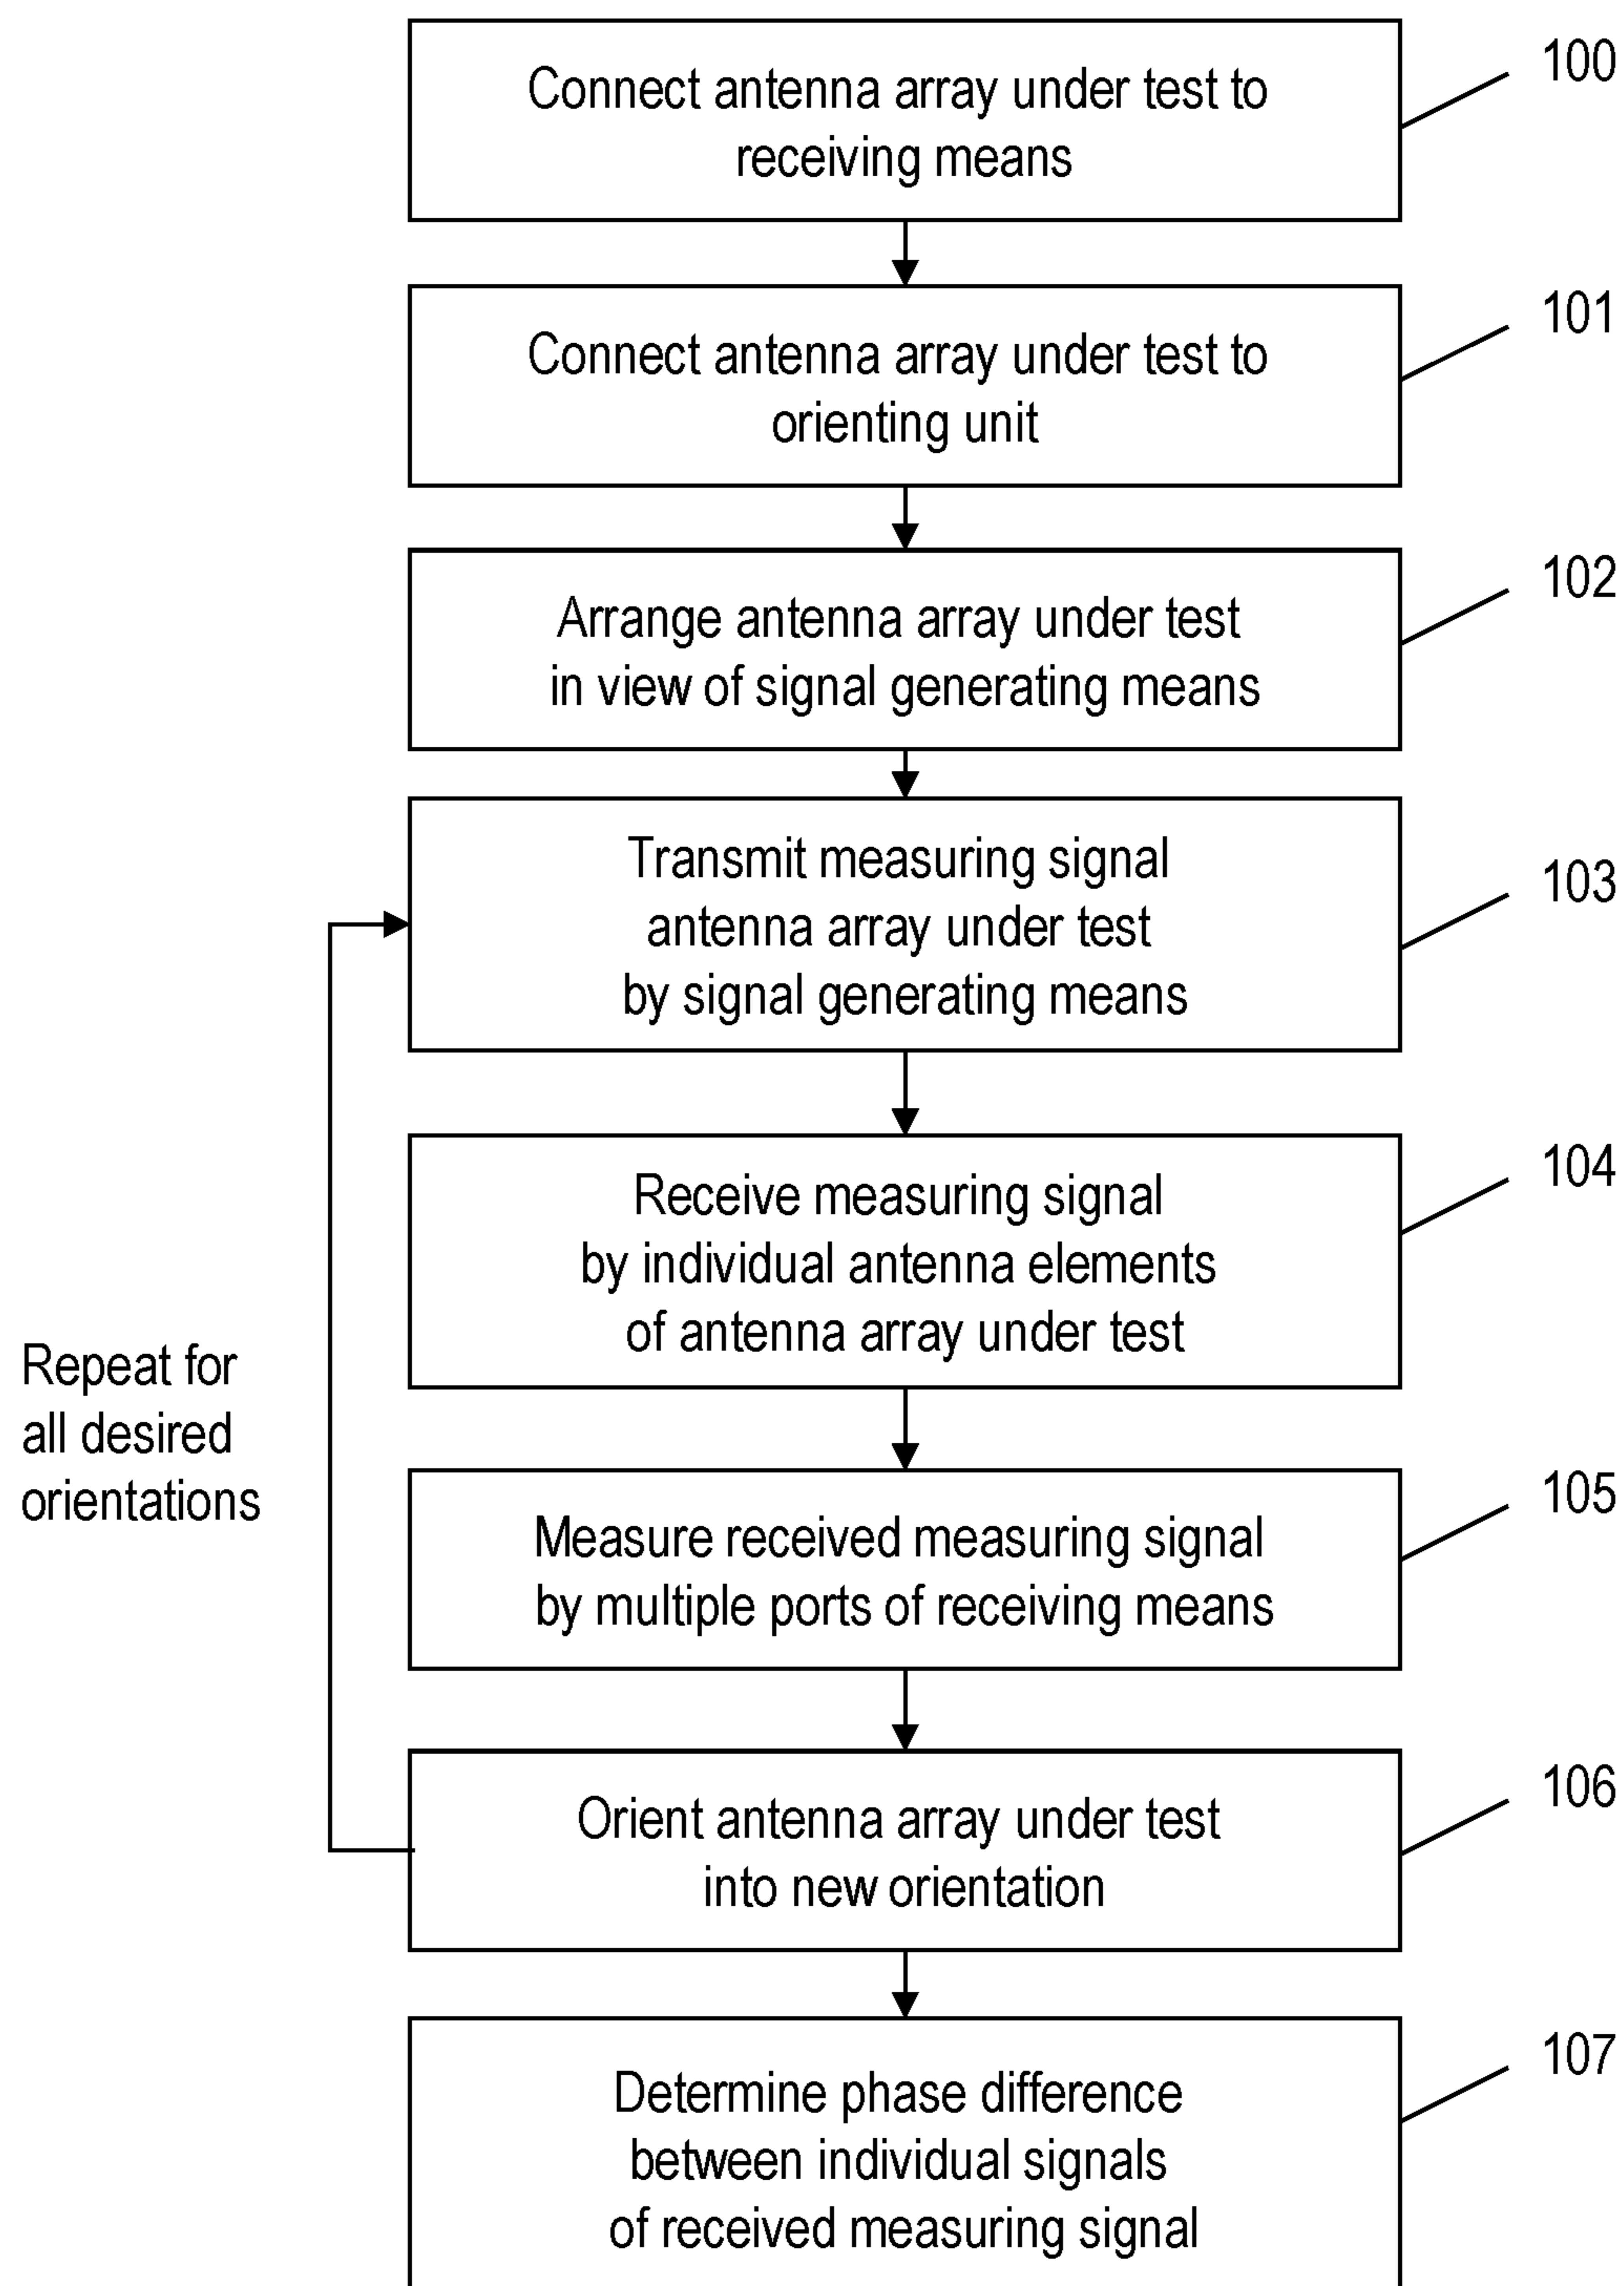 Connect antenna array under test to
receiving means
100
Connect antenna array under test to
orienting unit
101
Arrange antenna array under test
in view of signal generating means
102
Transmit measuring signal
antenna array under test
by signal generating means
103
Receive measuring signal
by individual antenna elements
of antenna array under test
104
Repeat for
all desired
orientations
Measure received measuring signal
by multiple ports of receiving means
105
Orient antenna array under test
into new orientation
106
Determine phase difference
between individual signals
of received measuring signal
107